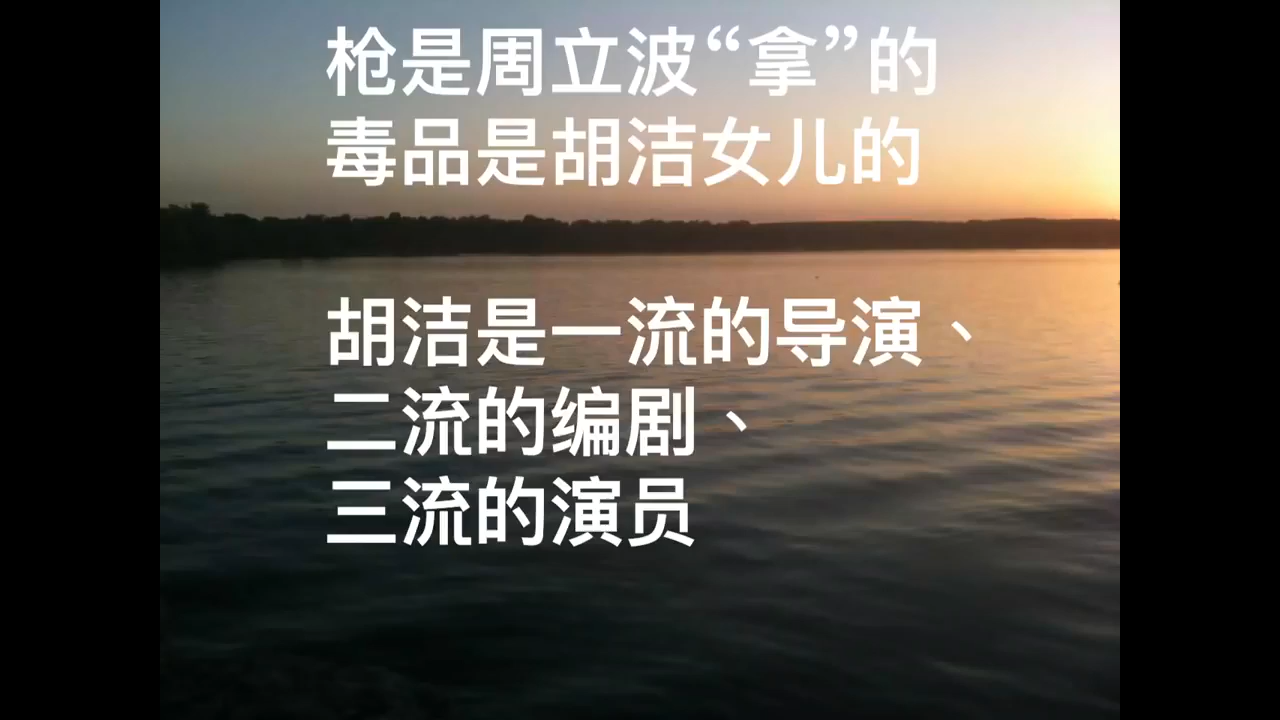 枪是周立波“拿”的
毒品是胡洁女儿的
胡洁是一流的导演、
二流的编剧、
三流的演员